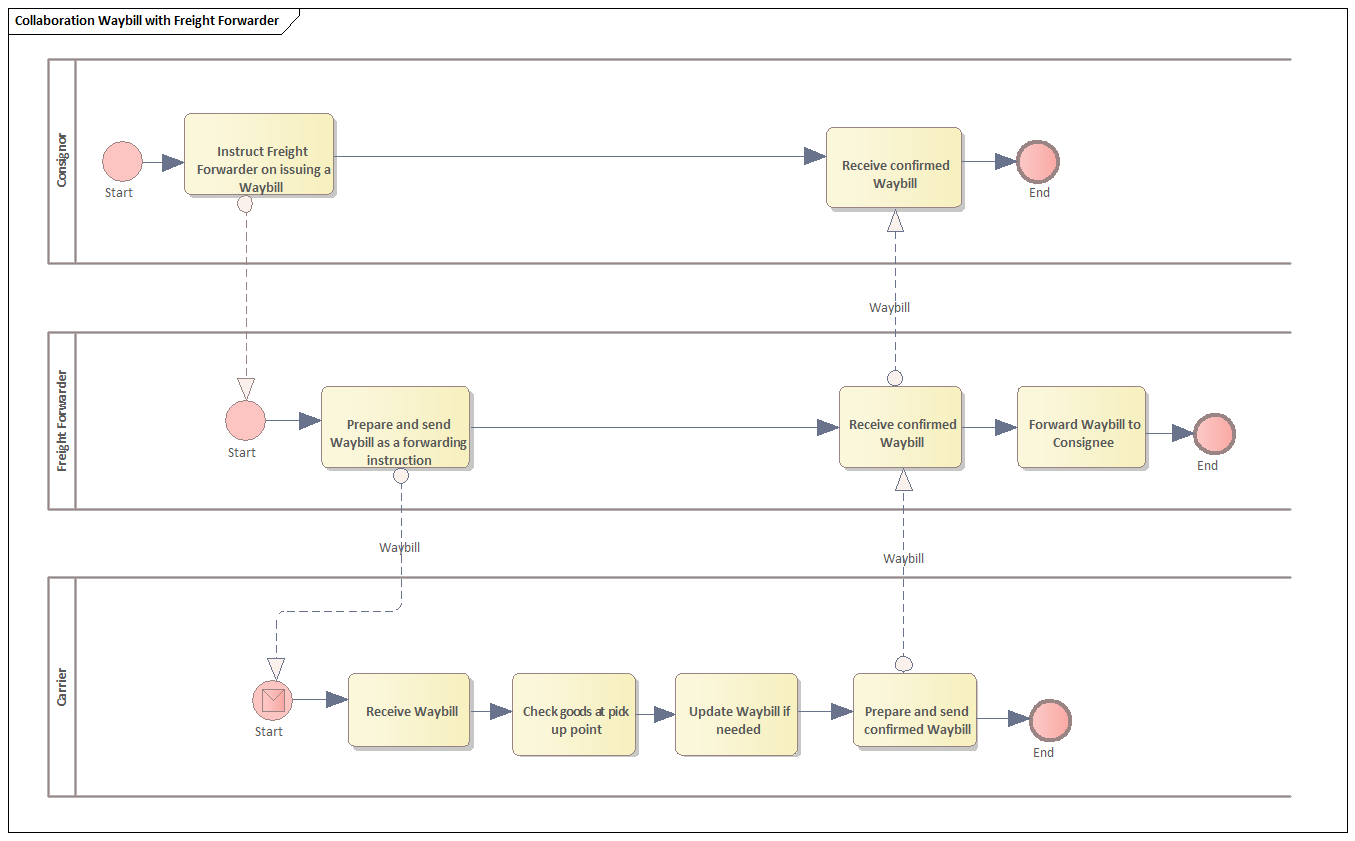 Collaboration Waybill with Freight Forwarder
Consignor
Start
Instruct Freight
Forwarder on issuing a
Waybill
Receive confirmed
Waybill
End
Waybill
Freight Forwarder
Start
Prepare and send
Waybill as a forwarding
instruction
Receive confirmed
Waybill
Forward Waybill to
Consignee
End
Waybill
Waybill
Carrier
Start
Receive Waybill
Check goods at pick
up point
Update Waybill if
needed
Prepare and send
confirmed Waybill
End